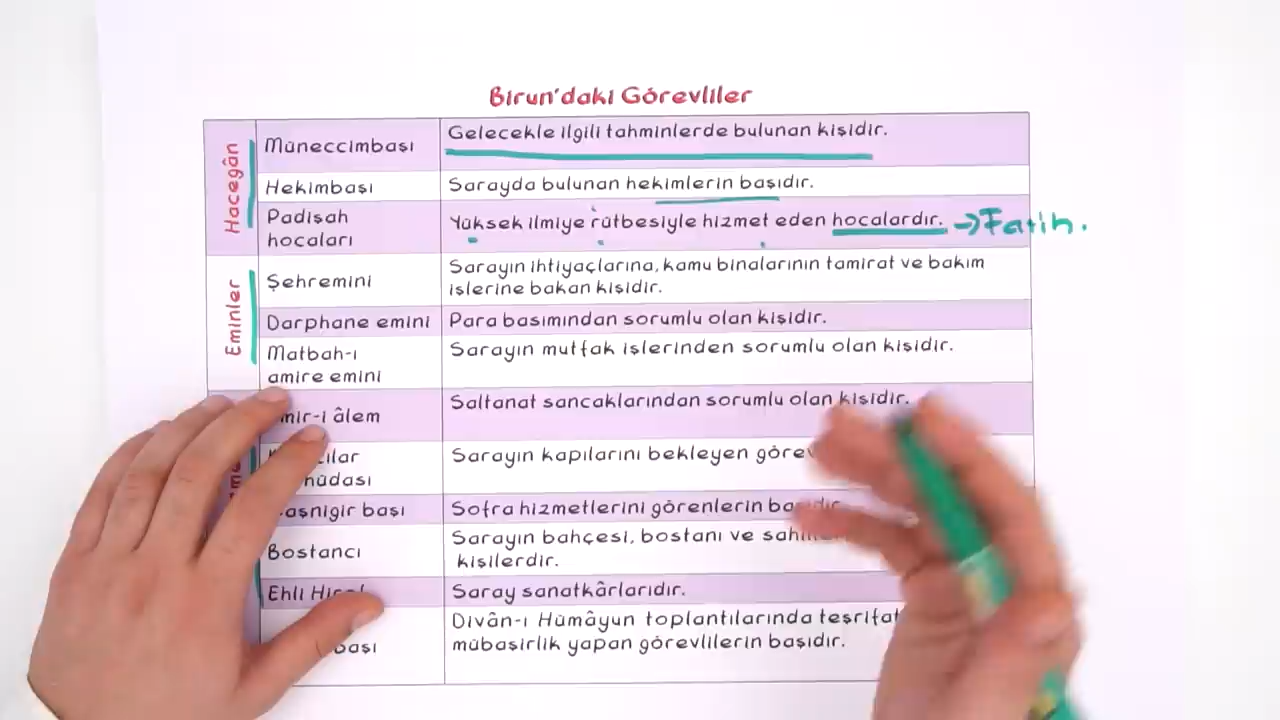 Birun'daki Görevliler
Hacegân
Müneccimbaşı
Gelecekle ilgili tahminlerde bulunan kişidir.
Hekimbaşı
Sarayda bulunan hekimlerin başıdır.
Padişah
hocaları
Yüksek ilmiye rütbesiyle hizmet eden hocalardır. → Fatih.
Eminler
Şehremini
Sarayın ihtiyaçlarına, kamu binalarının tamirat ve bakım
işlerine bakan kişidir.
Darphane emini
Para basımından sorumlu olan kişidir.
Matbah-ı
amire emini
Sarayın mutfak işlerinden sorumlu olan kişidir.
mir-i âlem
Saltanat sancaklarından sorumlu olan kişidir.
Sarayın kapılarını bekleyen
Sofra hizmetlerini görenlerin
başı
Bostancı
Sarayın bahçesi, bostanı ve
kişilerdir.
Ehli
Saray sanatkârlarıdır.
başı
Divân-ı Hümâyun toplantılarında teşrifat
mübaşirlik yapan görevlilerin başıdır.